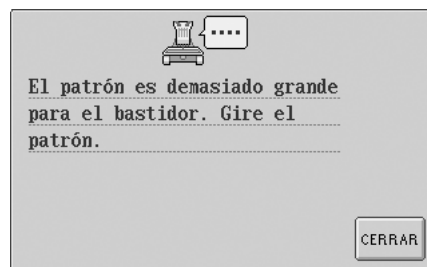 ....
El patrón es demasiado grande
para el bastidor. Gire el
patrón.
CERRAR